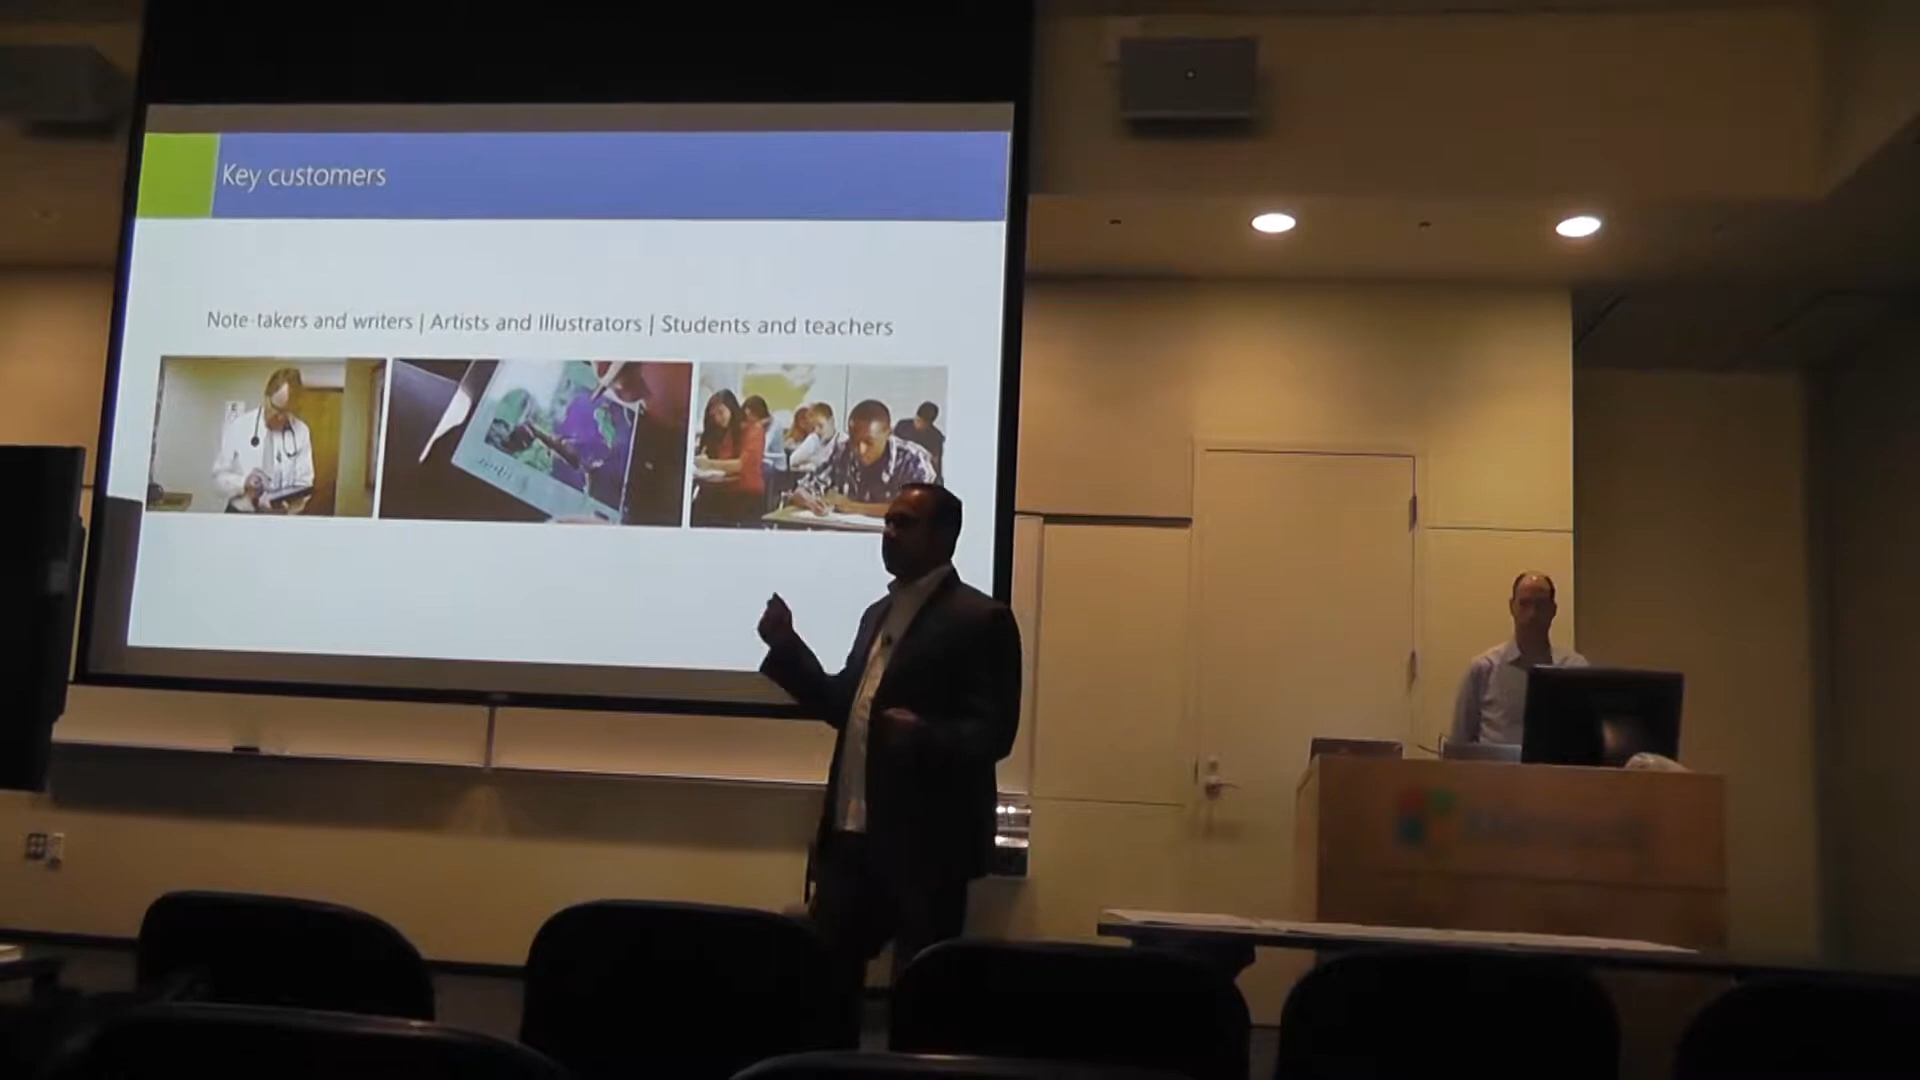 Key customers
Note-takers and writers | Artists and Illustrators | Students and teachers